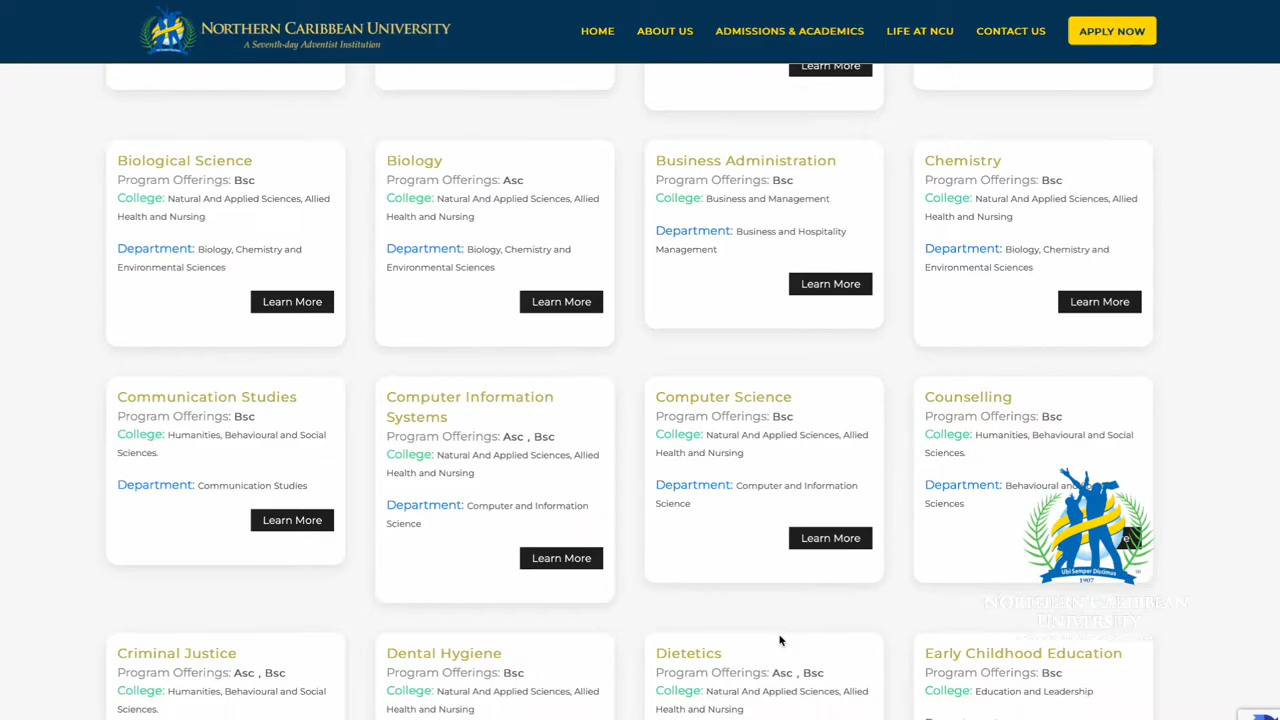 NORTHERN CARIBBEAN UNIVERSITY
A Seventh-day Adventist Institution
HOME
ABOUT US
ADMISSIONS & ACADEMICS
LIFE AT NCU
CONTACT US
APPLY NOW
Learn More
Biological Science
Program Offerings: Bsc
College: Natural And Applied Sciences, Allied
Health and Nursing
Department: Biology, Chemistry and
Environmental Sciences
Learn More
Biology
Program Offerings: Asc
College: Natural And Applied Sciences, Allied
Health and Nursing
Department: Biology, Chemistry and
Environmental Sciences
Learn More
Business Administration
Program Offerings: Bsc
College: Business and Management
Department: Business and Hospitality
Management
Learn More
Chemistry
Program Offerings: Bsc
College: Natural And Applied Sciences, Allied
Health and Nursing
Department: Biology, Chemistry and
Environmental Sciences
Learn More
Communication Studies
Program Offerings: Bsc
College: Humanities, Behavioural and Social
Sciences.
Department: Communication Studies
Learn More
Computer Information
Systems
Program Offerings: Asc , Bsc
College: Natural And Applied Sciences, Allied
Health and Nursing
Department: Computer and Information
Science
Learn More
Computer Science
Program Offerings: Bsc
College: Natural And Applied Sciences, Allied
Health and Nursing
Department: Computer and Information
Science
Learn More
Counselling
Program Offerings: Bsc
College: Humanities, Behavioural and Social
Sciences.
Department: Behavioural
Sciences
Ubi Semper Discimus
1907
NORTHERN CARIBBEAN
UNIVERSITY
Criminal Justice
Program Offerings: Asc , Bsc
College: Humanities, Behavioural and Social
Sciences.
Dental Hygiene
Program Offerings: Bsc
College: Natural And Applied Sciences, Allied
Health and Nursing
Dietetics
Program Offerings: Asc , Bsc
College: Natural And Applied Sciences, Allied
Health and Nursing
Early Childhood Education
Program Offerings: Bsc
College: Education and Leadership